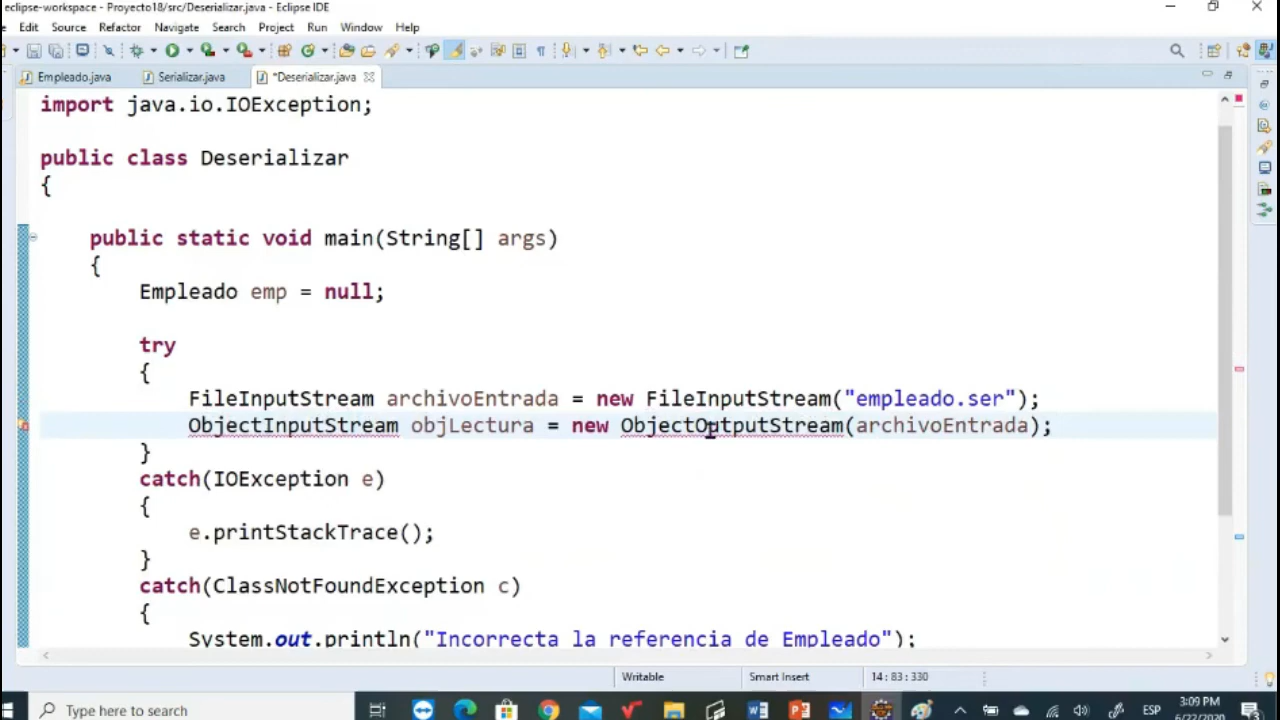 eclipse-workspace - Proyecto18/src/Deserializar.java - Eclipse IDE
Edit Source Refactor Navigate Search Project Run Window Help
Empleado.java Serializar.java *Deserializar.java
import java.io.IOException;
public class Deserializar
{
public static void main(String[] args)
{
Empleado emp = null;
try
{
FileInputStream archivoEntrada = new FileInputStream("empleado.ser");
ObjectInputStream objLectura = new ObjectOutputStream(archivoEntrada);
}
catch(IOException e)
{
e.printStackTrace();
}
catch(ClassNotFoundException c)
{
System.out.println("Incorrecta la referencia de Empleado");
Writable Smart Insert 14 : 83 : 330
Type here to search
ESP 3:09 PM
6/22/2020